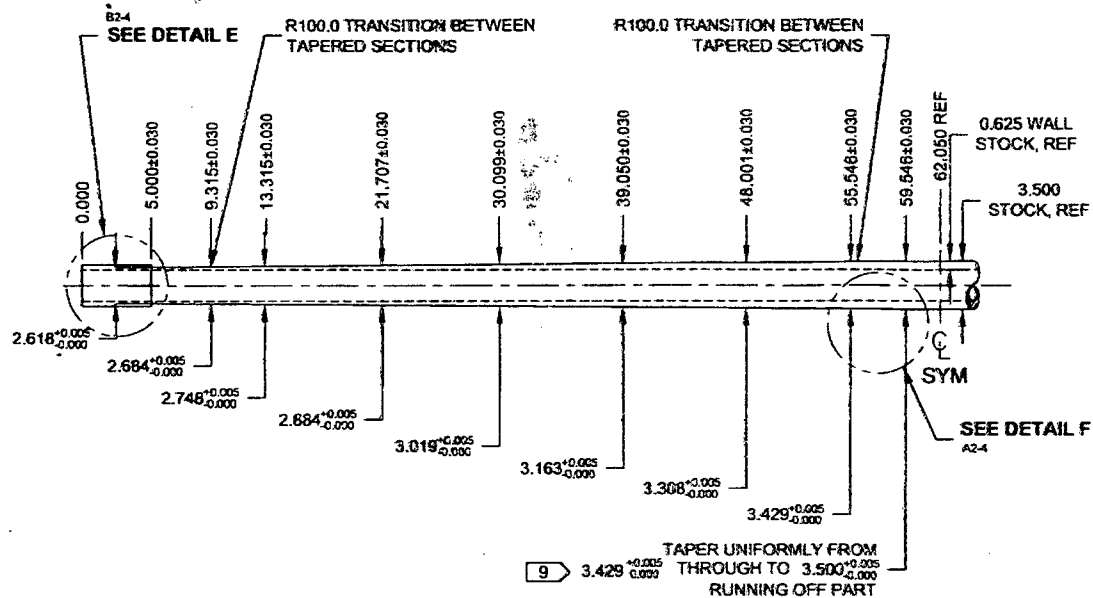 B2-4
SEE DETAIL E
R100.0 TRANSITION BETWEEN
TAPERED SECTIONS
R100.0 TRANSITION BETWEEN
TAPERED SECTIONS
0.000
5.000±0.030
9.315±0.030
13.315±0.030
21.707±0.030
30.099±0.030
39.050±0.030
48.001±0.030
55.546±0.030
59.546±0.030
62.050 REF
0.625 WALL
STOCK, REF
3.500
STOCK, REF
2.618 +0.005 -0.000
2.684 +0.005 -0.000
2.748 +0.005 -0.000
2.884 +0.005 -0.000
3.019 +0.005 -0.000
3.163 +0.005 -0.000
3.308 +0.005 -0.000
3.429 +0.005 -0.000
SYM
SEE DETAIL F
A2-4
TAPER UNIFORMLY FROM
9 3.429 +0.005 0.000 THROUGH TO 3.500 +0.005 -0.000
RUNNING OFF PART